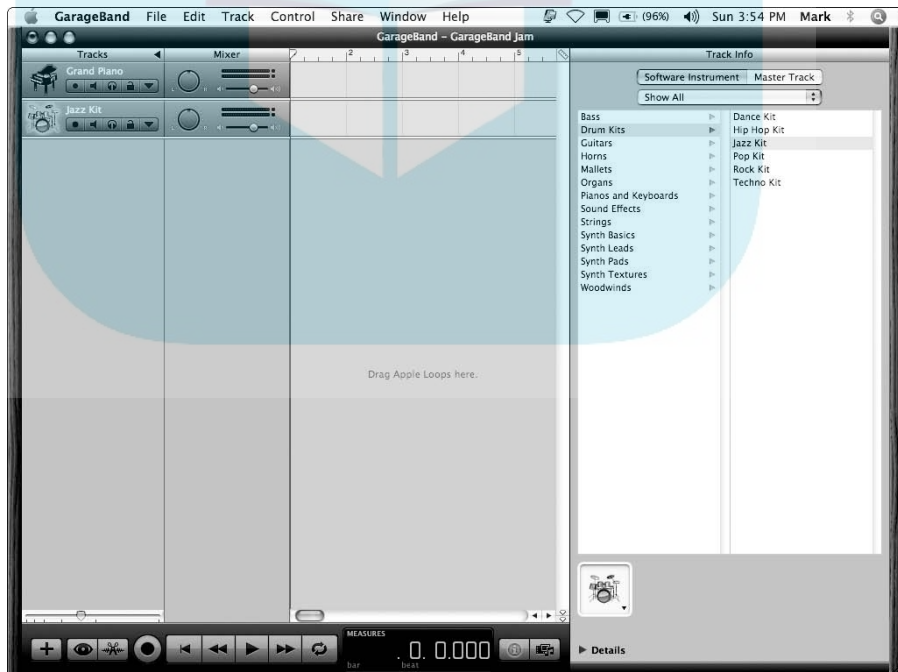 GarageBand File Edit Track Control Share Window Help (96%) Sun 3:54 PM Mark
GarageBand – GarageBand Jam
Tracks Mixer 2 3 4 5 Track Info
Grand Piano
Jazz Kit
Software Instrument Master Track
Show All
Bass
Drum Kits
Guitars
Horns
Mallets
Organs
Pianos and Keyboards
Sound Effects
Strings
Synth Basics
Synth Leads
Synth Pads
Synth Textures
Woodwinds
Dance Kit
Hip Hop Kit
Jazz Kit
Pop Kit
Rock Kit
Techno Kit
Drag Apple Loops here.
MEASURES
. 0. 0.000
bar beat
Details